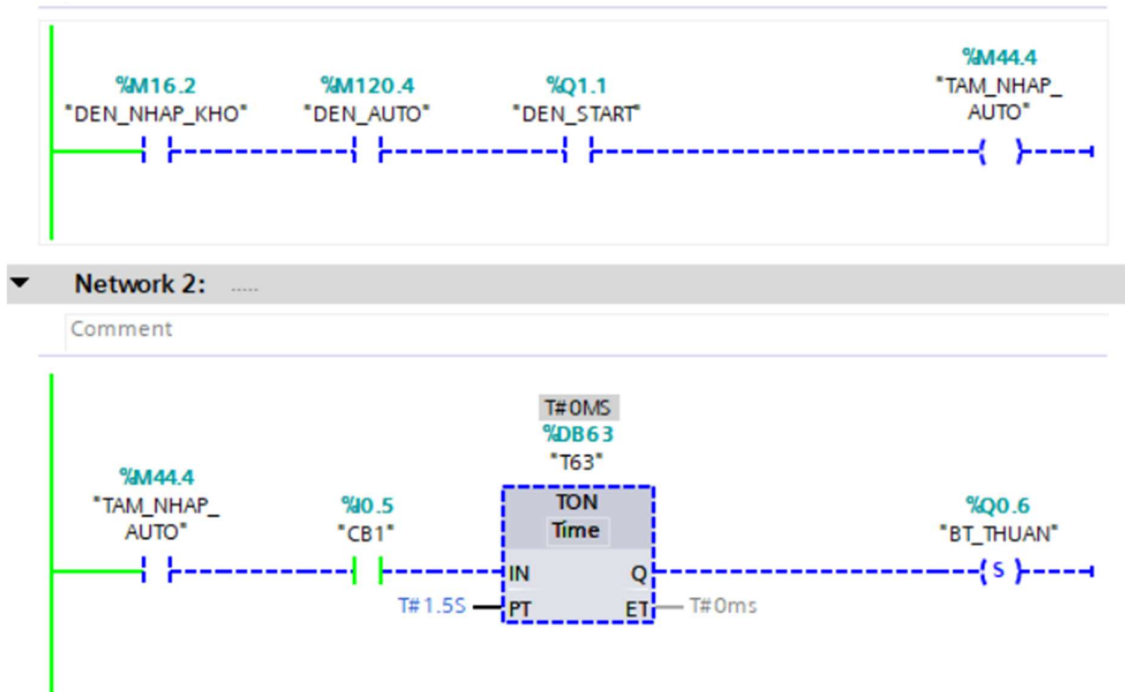 %M16.2
"DEN_NHAP_KHO"
%M120.4
"DEN_AUTO"
%Q1.1
"DEN_START"
%M44.4
"TAM_NHAP_
AUTO"
Network 2: .....
Comment
%M44.4
"TAM_NHAP_
AUTO"
%I0.5
"CB1"
T#0MS
%DB63
"T63"
TON
Time
IN
Q
T#1.5S
PT
ET
T#0ms
%Q0.6
"BT_THUAN"
S